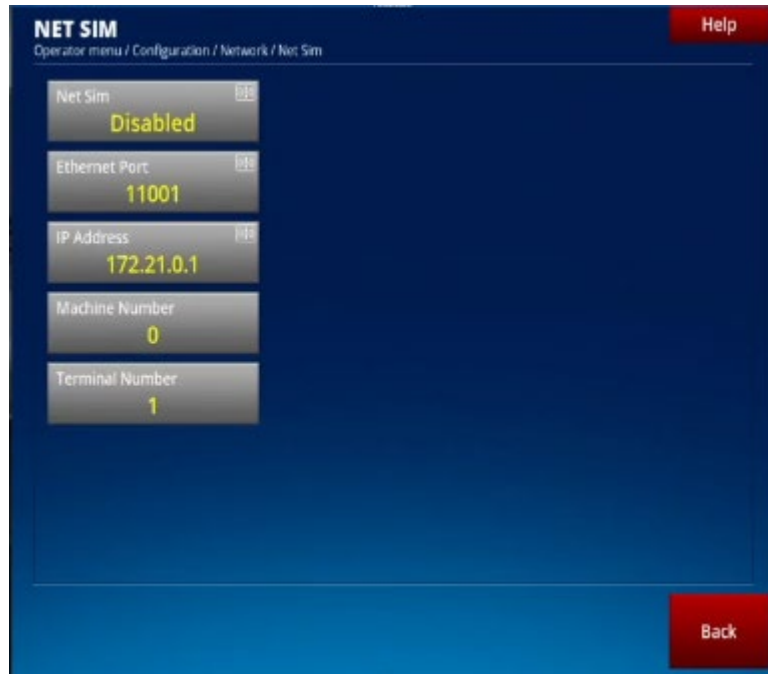 NET SIM
Help
Operator menu / Configuration / Network / Net Sim
Net Sim
Disabled
Ethernet Port
11001
IP Address
172.21.0.1
Machine Number
0
Terminal Number
1
Back